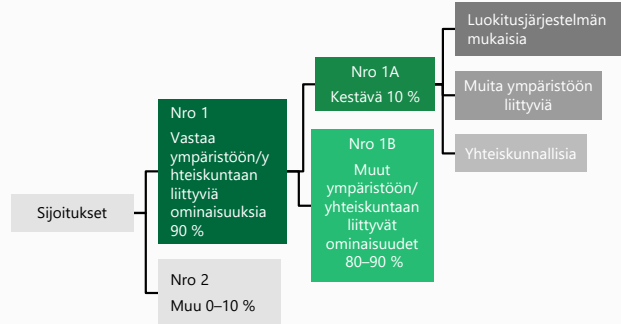 Sijoitukset
Nro 1
Vastaa
ympäristöön/y
hteiskuntaan
liittyviä
ominaisuuksia
90 %
Nro 2
Muu 0–10 %
Nro 1A
Kestävä 10 %
Nro 1B
Muut
ympäristöön/
yhteiskuntaan
liittyvät
ominaisuudet
80–90 %
Luokitusjärjestelmän
mukaisia
Muita ympäristöön
liittyviä
Yhteiskunnallisia